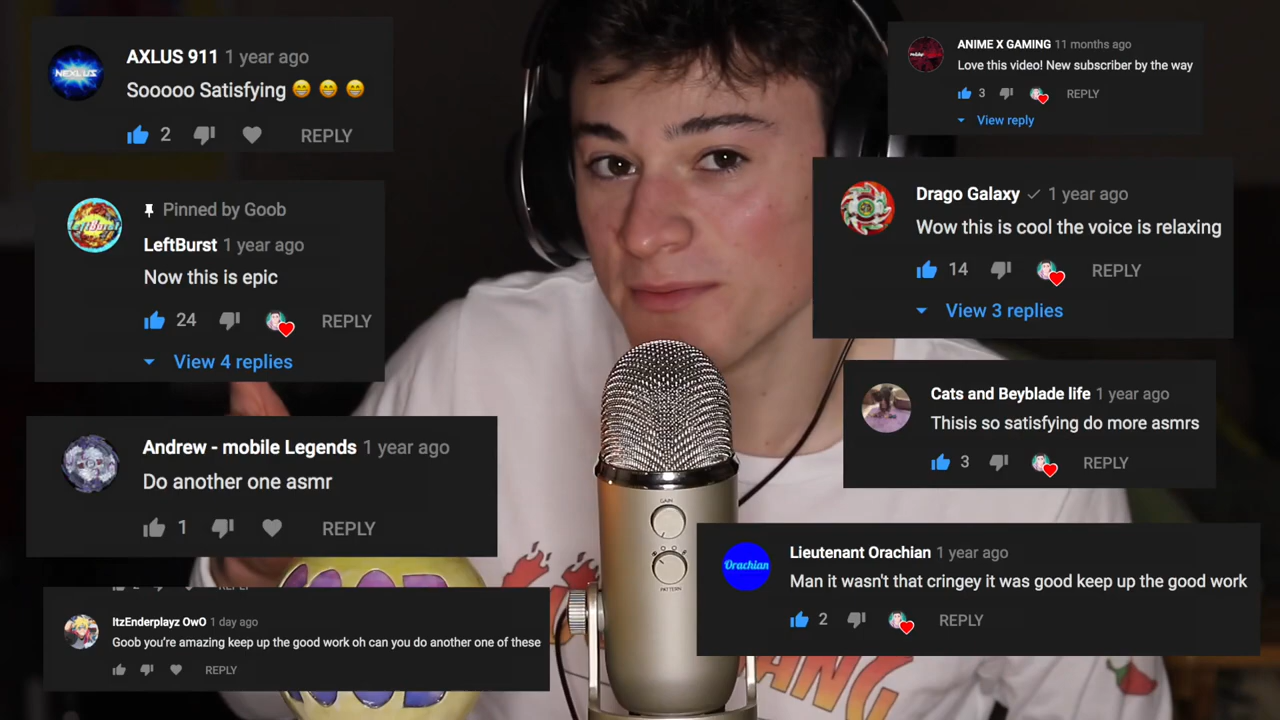 AXLUS 911 1 year ago
Sooooo Satisfying 😁 😁 😁
2 REPLY
NEXLUS
Pinned by Goob
LeftBurst 1 year ago
Now this is epic
24 REPLY
View 4 replies
LeftBurst
Andrew - mobile Legends 1 year ago
Do another one asmr
1 REPLY
ItzEnderplayz OwO 1 day ago
Goob you're amazing keep up the good work oh can you do another one of these
REPLY
ANIME X GAMING 11 months ago
Love this video! New subscriber by the way
3 REPLY
View reply
Drago Galaxy ✓ 1 year ago
Wow this is cool the voice is relaxing
14 REPLY
View 3 replies
Cats and Beyblade life 1 year ago
Thisis so satisfying do more asmrs
3 REPLY
Lieutenant Orachian 1 year ago
Man it wasn't that cringey it was good keep up the good work
2 REPLY
Orachian
GAIN
PATTERN